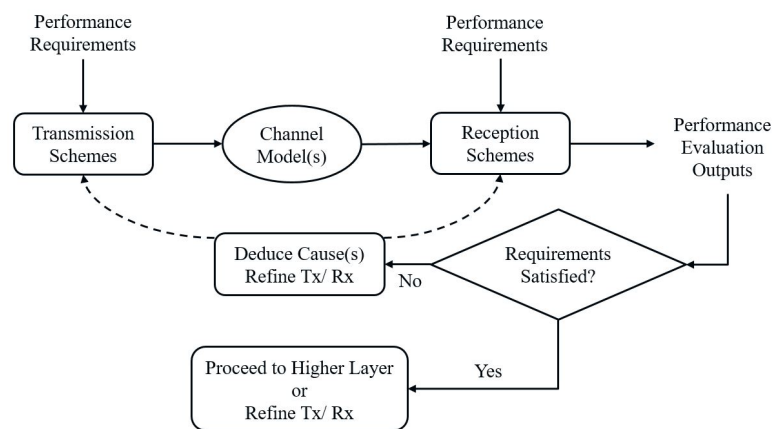 Performance
Requirements
Performance
Requirements
Transmission
Schemes
Channel
Model(s)
Reception
Schemes
Performance
Evaluation
Outputs
Deduce Cause(s)
Refine Tx/ Rx
No
Requirements
Satisfied?
Proceed to Higher Layer
or
Refine Tx/ Rx
Yes